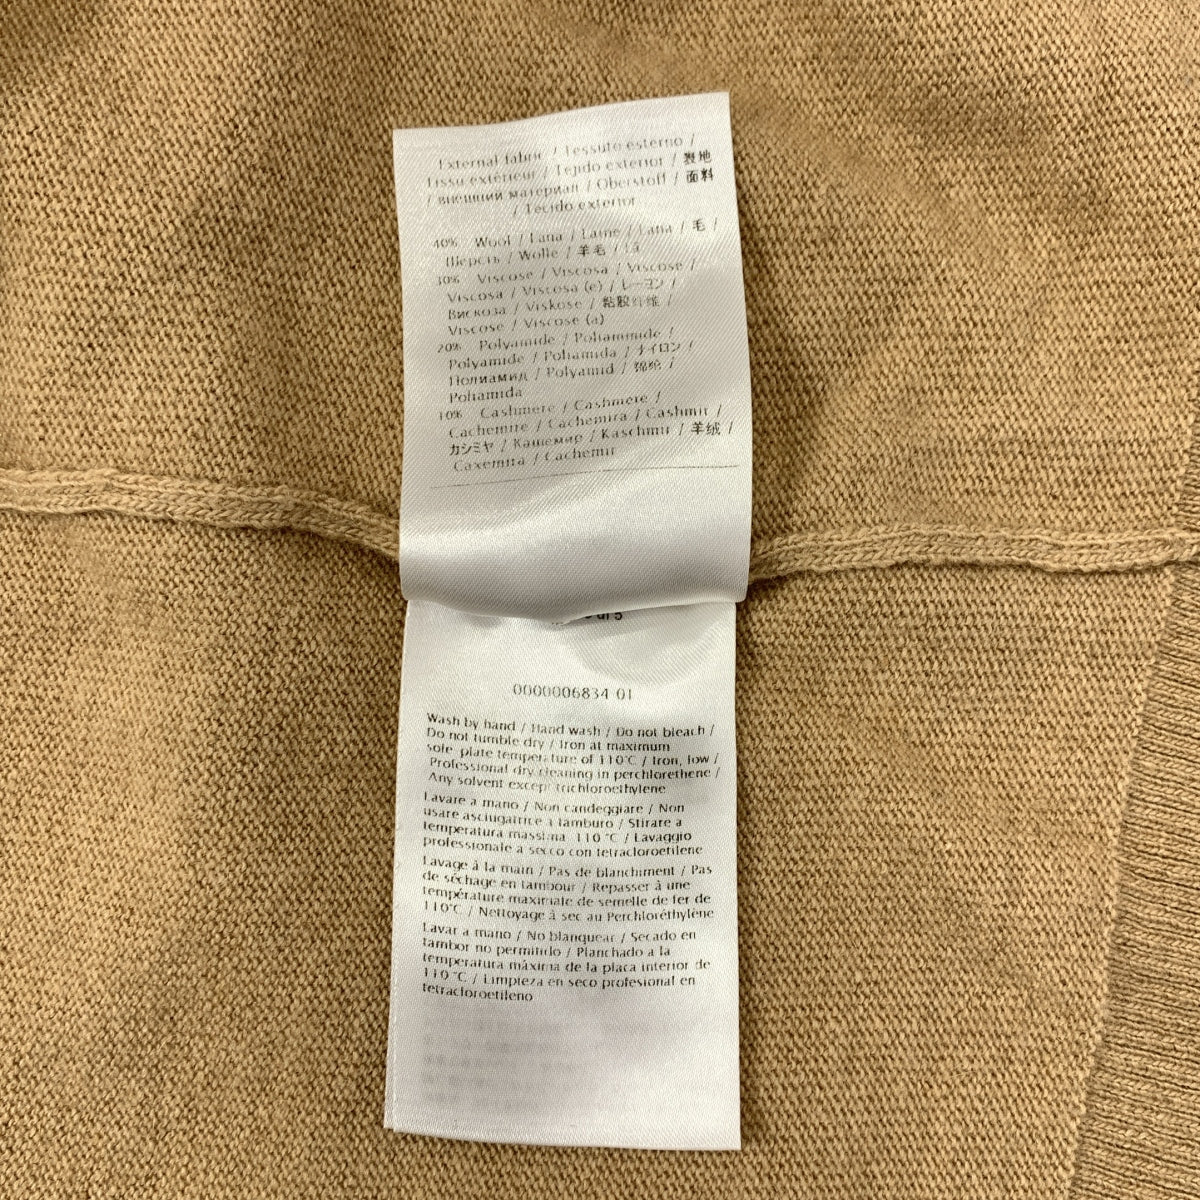 External fabric / Tessuto esterno /
Tissu extérieur / Tejido exterior / 表地
/ внешний материал / Oberstoff / 面料
/ Tecido exterior
40% Wool / Lana / Laine / Lana / 毛 /
Шерсть / Wolle / 羊毛 / Lã
30% Viscose / Viscosa / Viscose /
Viscosa / Viscosa (e) / レーヨン /
Вискоза / Viskose / 粘胶纤维 /
Viscose / Viscose (a)
20% Polyamide / Poliammide /
Polyamide / Poliamida / ナイロン /
Полиамид / Polyamid / 锦纶 /
Poliamida
10% Cashmere / Cashmere /
Cachemire / Cachemira / Cashmir /
カシミヤ / Кашемир / Kaschmir / 羊绒 /
Caxemira / Cachemir
di 5
0000006834 01
Wash by hand / Hand wash / Do not bleach /
Do not tumble dry / Iron at maximum
sole plate temperature of 110°C / Iron, low /
Professional dry cleaning in perchlorethene /
Any solvent except trichloroethylene
Lavare a mano / Non candeggiare / Non
usare asciugatrice a tamburo / Stirare a
temperatura massima 110 °C / Lavaggio
professionale a secco con tetracloroetilene
Lavage à la main / Pas de blanchiment / Pas
de séchage en tambour / Repasser à une
température maximale de semelle de fer de
110°C / Nettoyage à sec au Perchloréthylène
Lavar a mano / No blanquear / Secado en
tambor no permitido / Planchado a la
temperatura máxima de la placa interior de
110 °C / Limpieza en seco profesional en
tetracloroetileno